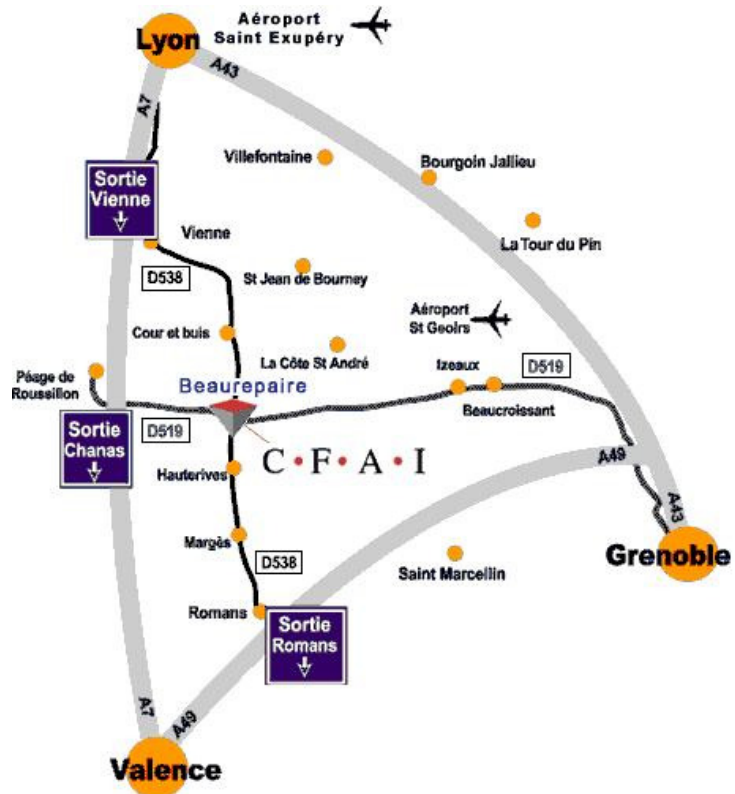 Aéroport
Saint Exupéry
Lyon
A43
A7
Villefontaine
Bourgoin Jallieu
Sortie
Vienne
La Tour du Pin
Vienne
D538
St Jean de Bourney
Aéroport
St Geoirs
Cour et buis
La Côte St André
Péage de
Roussillon
Izeaux
D519
Beaurepaire
Beaucroissant
D519
Sortie
Chanas
C • F • A • I
A49
Hauterives
A43
Margès
D538
Saint Marcellin
Grenoble
Romans
Sortie
Romans
A7
A49
Valence